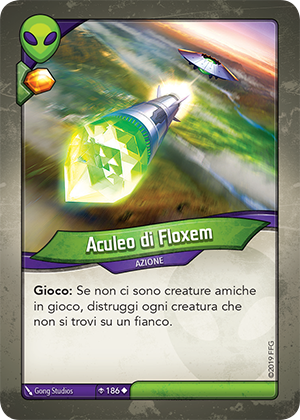 Aculeo di Floxem
AZIONE
Gioco: Se non ci sono creature amiche
in gioco, distruggi ogni creatura che
non si trovi su un fianco.
©2019 FFG
Gong Studios
186